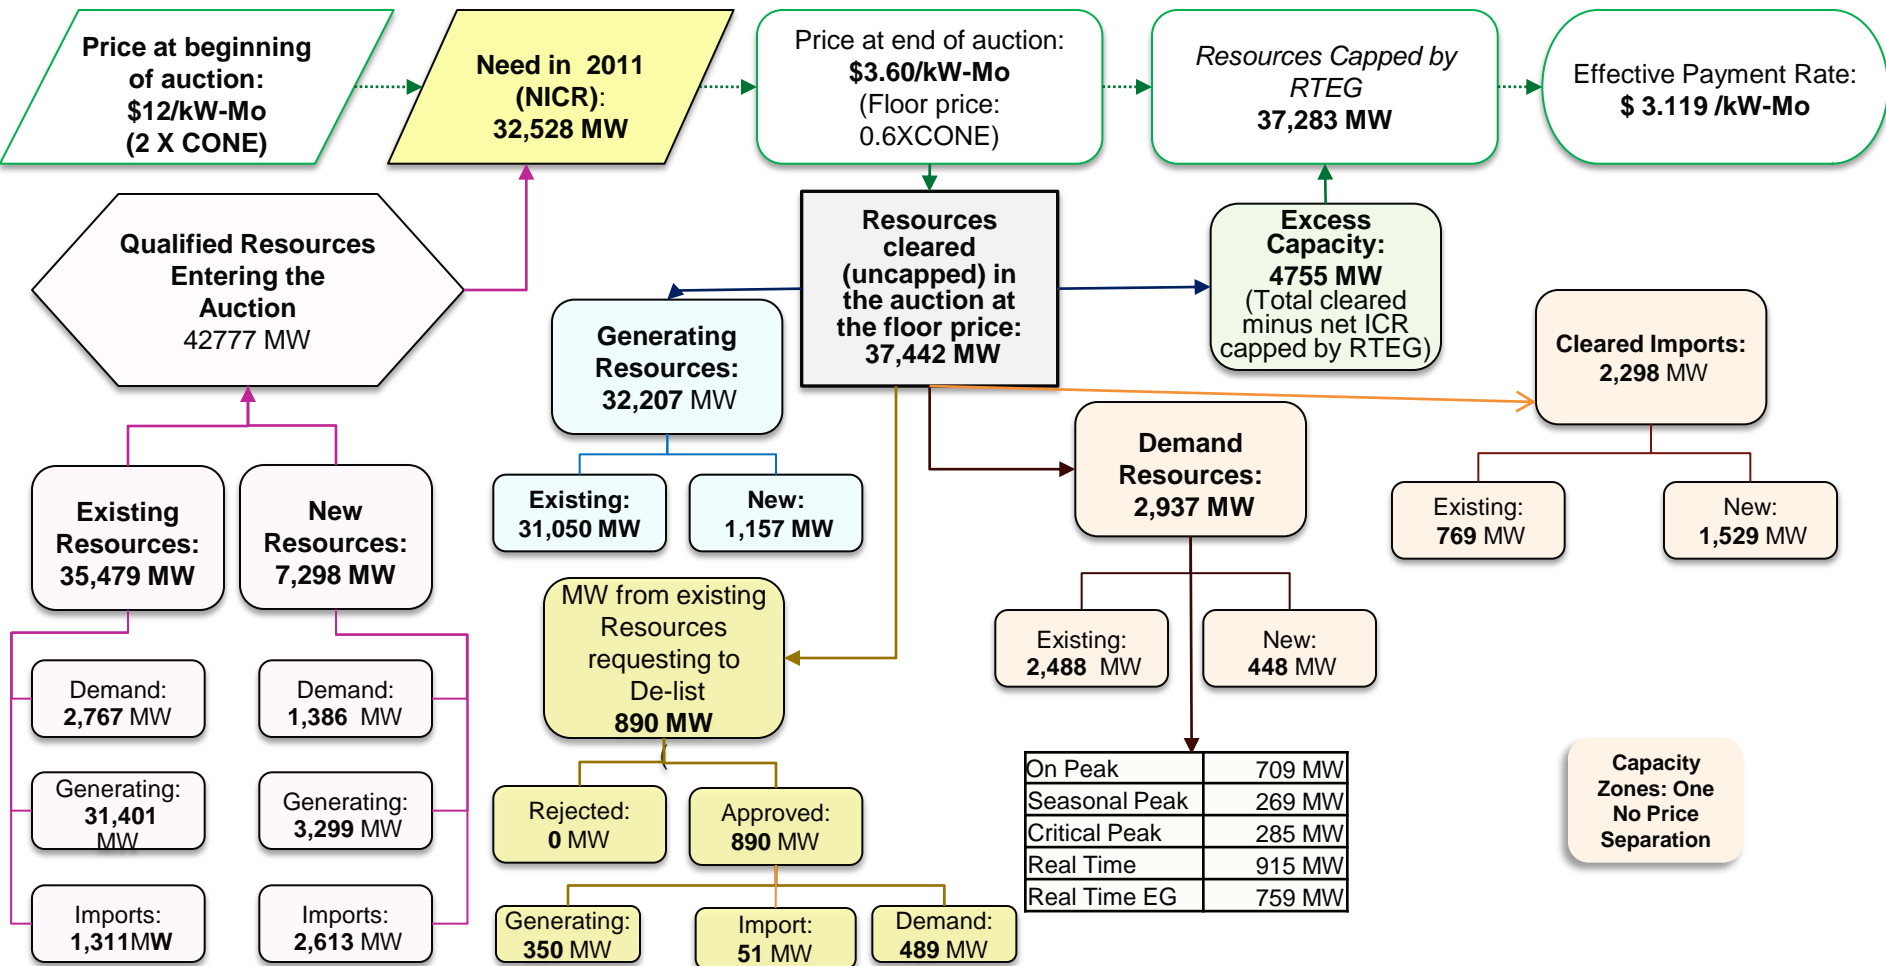 Price at beginning
of auction:
$12/kW-Mo
(2 X CONE)
Need in 2011
(NICR):
32,528 MW
Price at end of auction:
$3.60/kW-Mo
(Floor price:
0.6XCONE)
Resources Capped by
RTEG
37,283 MW
Effective Payment Rate:
$ 3.119 /kW-Mo
Qualified Resources
Entering the
Auction
42777 MW
Resources
cleared
(uncapped) in
the auction at
the floor price:
37,442 MW
Excess
Capacity:
4755 MW
(Total cleared
minus net ICR
capped by RTEG)
Generating
Resources:
32,207 MW
Cleared Imports:
2,298 MW
Demand
Resources:
2,937 MW
Existing
Resources:
35,479 MW
New
Resources:
7,298 MW
Existing:
31,050 MW
New:
1,157 MW
Existing:
769 MW
New:
1,529 MW
MW from existing
Resources
requesting to
De-list
890 MW
(
Existing:
2,488 MW
New:
448 MW
Demand:
2,767 MW
Demand:
1,386 MW
Generating:
31,401
MW
Generating:
3,299 MW
Imports:
1,311MW
Imports:
2,613 MW
Rejected:
0 MW
Approved:
890 MW
Generating:
350 MW
Import:
51 MW
Demand:
489 MW
On Peak 709 MW
Seasonal Peak 269 MW
Critical Peak 285 MW
Real Time 915 MW
Real Time EG 759 MW
Capacity
Zones: One
No Price
Separation